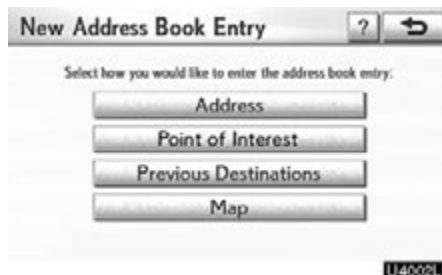 New Address Book Entry ?
Select how you would like to enter the address book entry:
Address
Point of Interest
Previous Destinations
Map